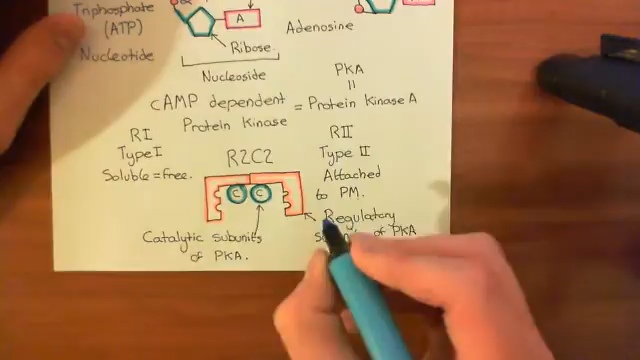 Triphosphate
(ATP)
Nucleotide
A
Ribose.
Adenosine
Nucleoside
PKA
=
cAMP dependent
Protein Kinase
= Protein Kinase A
RI
Type I
Soluble = free.
R2C2
RII
Type II
Attached
to PM.
C C
Regulatory
of PKA
Catalytic subunits
of PKA.